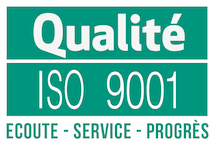 Qualité
ISO 9001
ECOUTE - SERVICE - PROGRÈS